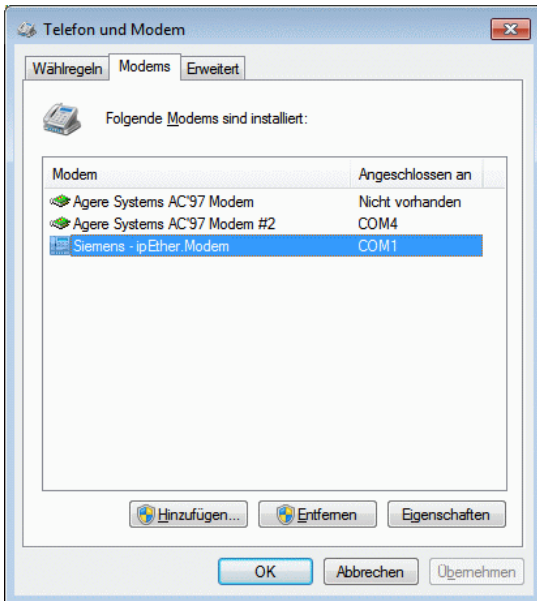 Telefon und Modem
Wählregeln Modems Erweitert
Folgende Modems sind installiert:
Modem Angeschlossen an
Agere Systems AC'97 Modem Nicht vorhanden
Agere Systems AC'97 Modem #2 COM4
Siemens - ipEther.Modem COM1
Hinzufügen... Entfernen Eigenschaften
OK Abbrechen Übernehmen